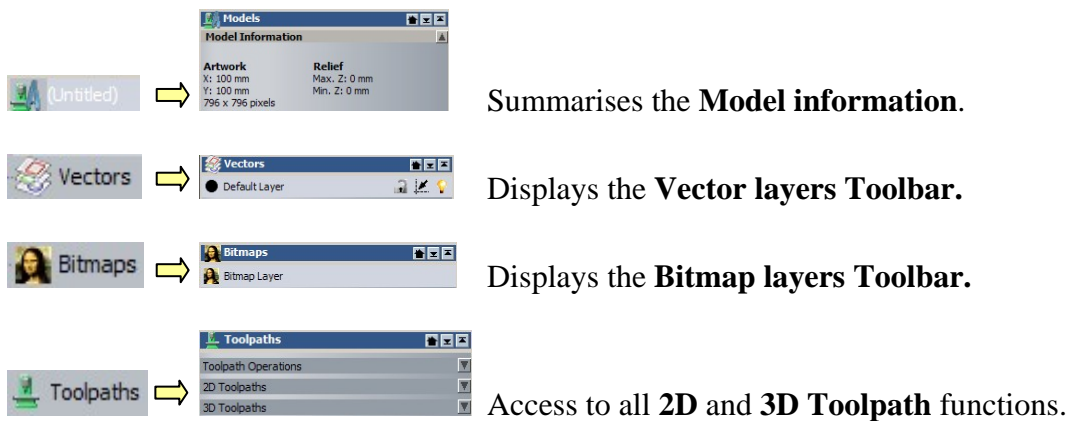 Models
Model Information
Artwork Relief
X: 100 mm Max. Z: 0 mm
Y: 100 mm Min. Z: 0 mm
796 x 796 pixels
(Untitled)
Summarises the Model information.
Vectors
Vectors
Default Layer
Displays the Vector layers Toolbar.
Bitmaps
Bitmaps
Bitmap Layer
Displays the Bitmap layers Toolbar.
Toolpaths
Toolpaths
Toolpath Operations
2D Toolpaths
3D Toolpaths
Access to all 2D and 3D Toolpath functions.